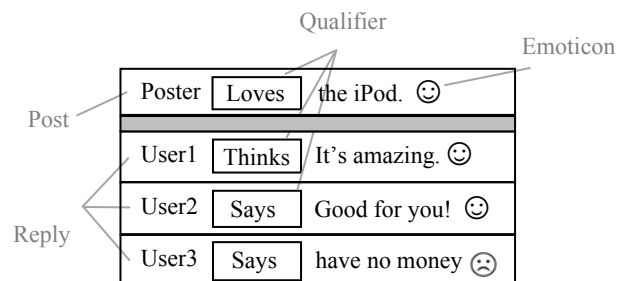 Qualifier
Emoticon
Poster Loves the iPod.
Post
User1 Thinks It's amazing.
User2 Says Good for you!
Reply
User3 Says have no money